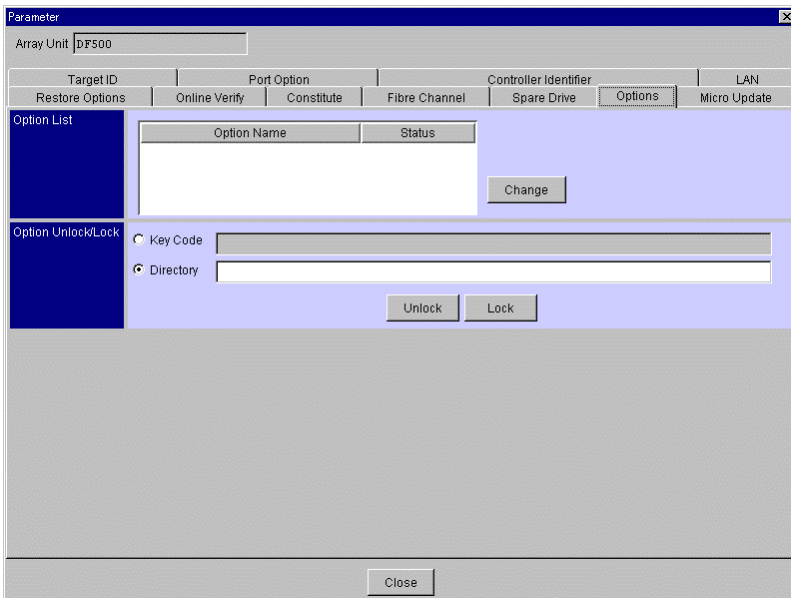 Parameter
Array Unit DF500
Target ID Port Option Controller Identifier LAN
Restore Options Online Verify Constitute Fibre Channel Spare Drive Options Micro Update
Option List
Option Name Status
Change
Option Unlock/Lock
Key Code
Directory
Unlock Lock
Close